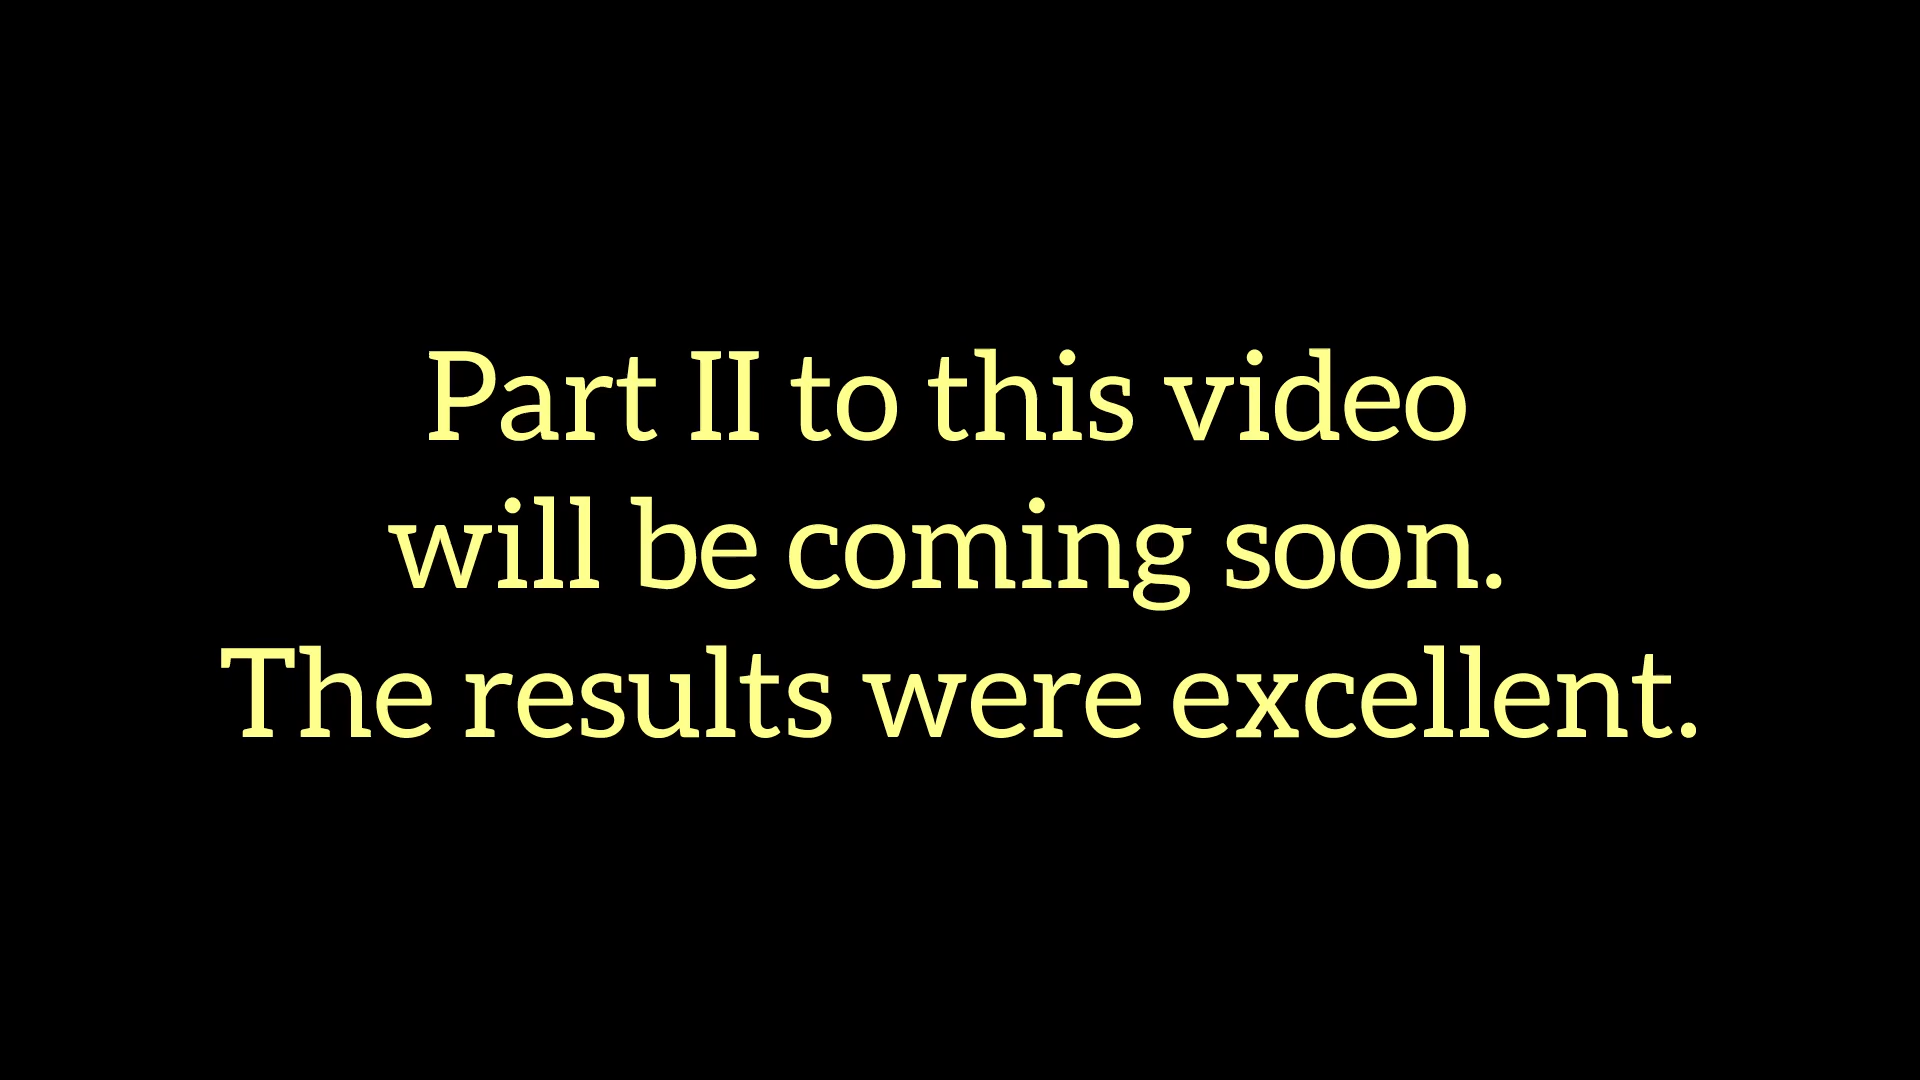 Part II to this video
will be coming soon.
The results were excellent.